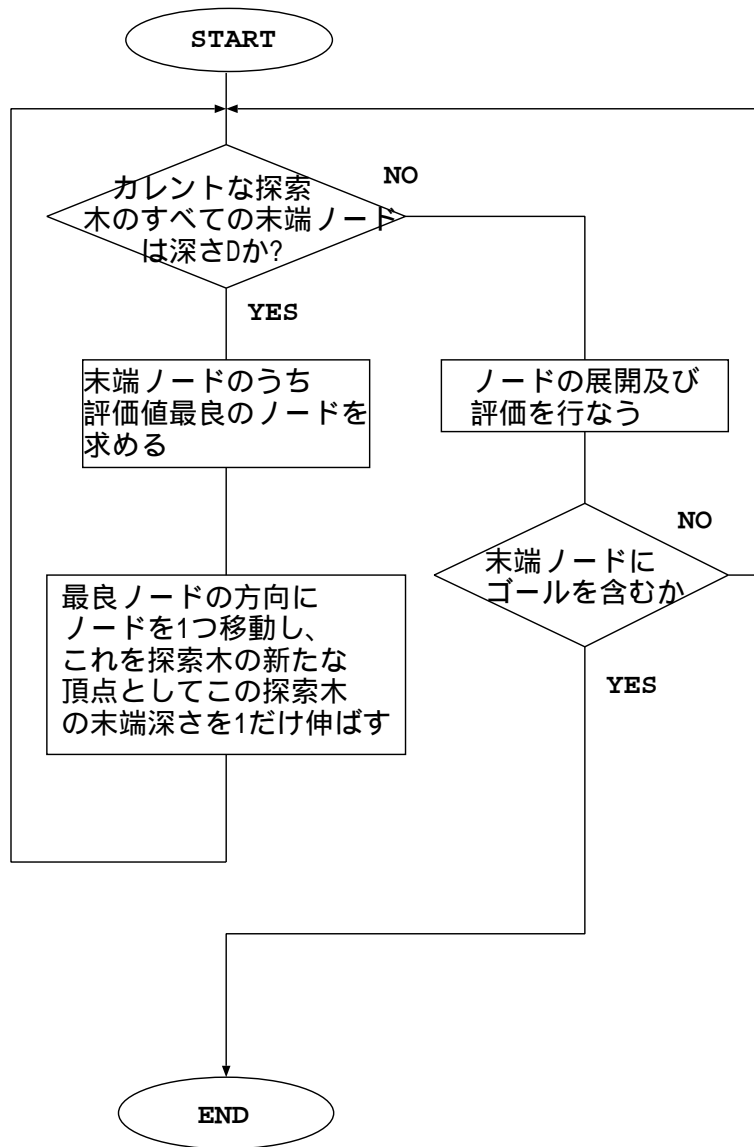 START
カレントな探索
木のすべての末端ノード
は深さDか?
NO
YES
末端ノードのうち
評価値最良のノードを
求める
ノードの展開及び
評価を行なう
最良ノードの方向に
ノードを1つ移動し、
これを探索木の新たな
頂点としてこの探索木
の末端深さを1だけ伸ばす
末端ノードに
ゴールを含むか
NO
YES
END